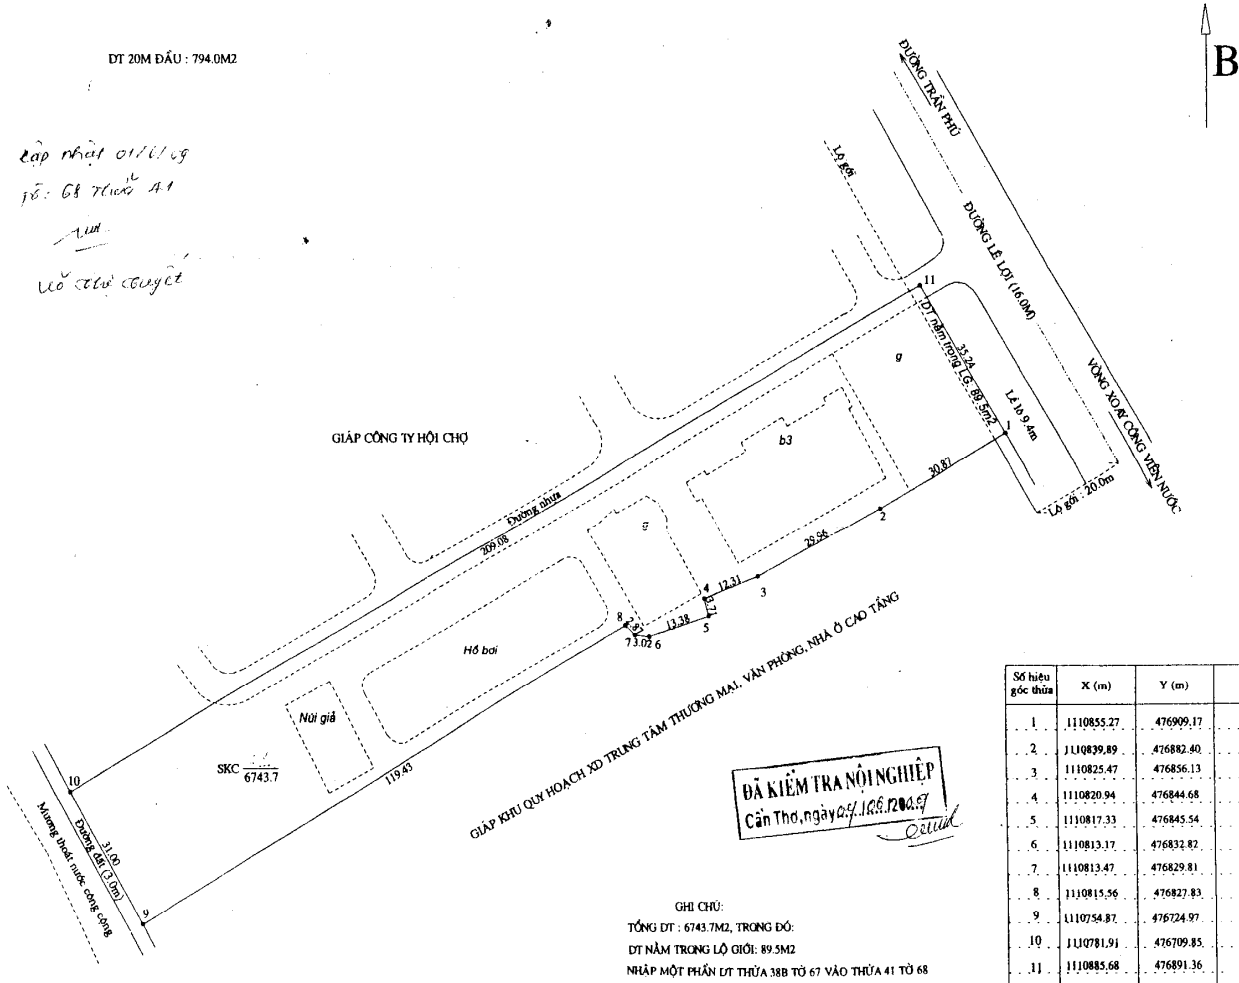 DT 20M ĐẦU : 794.0M2
B
ĐƯỜNG TRẦN PHÚ
Lộ giới
ĐƯỜNG LÊ LỢI (16.0M)
VÒNG XOAY CÔNG VIÊN NƯỚC
11
DT nằm trong LG: 89.5m2
35.24
g
Lề lộ 9.4m
1
Lộ giới : 20.0m
GIÁP CÔNG TY HỘI CHỢ
b3
30.87
Đường nhựa
209.08
g
2
29.96
4
12.31
3
3.71
8
2.87
13.38
5
7
3.02
6
Hồ bơi
Núi giả
SKC
6743.7
119.43
10
GIÁP KHU QUY HOẠCH XD TRUNG TÂM THƯƠNG MẠI, VĂN PHÒNG, NHÀ Ở CAO TẦNG
31.00
Đường đất (3.0m)
Mương thoát nước công cộng
9
ĐÃ KIỂM TRA NỘI NGHIỆP
Cần Thơ, ngày
GHI CHÚ:
TỔNG DT : 6743.7M2, TRONG ĐÓ:
DT NẰM TRONG LỘ GIỚI: 89.5M2
NHẬP MỘT PHẦN DT THỬA 38B TỜ 67 VÀO THỬA 41 TỜ 68
Số hiệu góc thửa X (m) Y (m)
1 1110855.27 476909.17
2 1110839.89 476882.40
3 1110825.47 476856.13
4 1110820.94 476844.68
5 1110817.33 476845.54
6 1110813.17 476832.82
7 1110813.47 476829.81
8 1110815.56 476827.83
9 1110754.87 476724.97
10 1110781.91 476709.85
11 1110885.68 476891.36